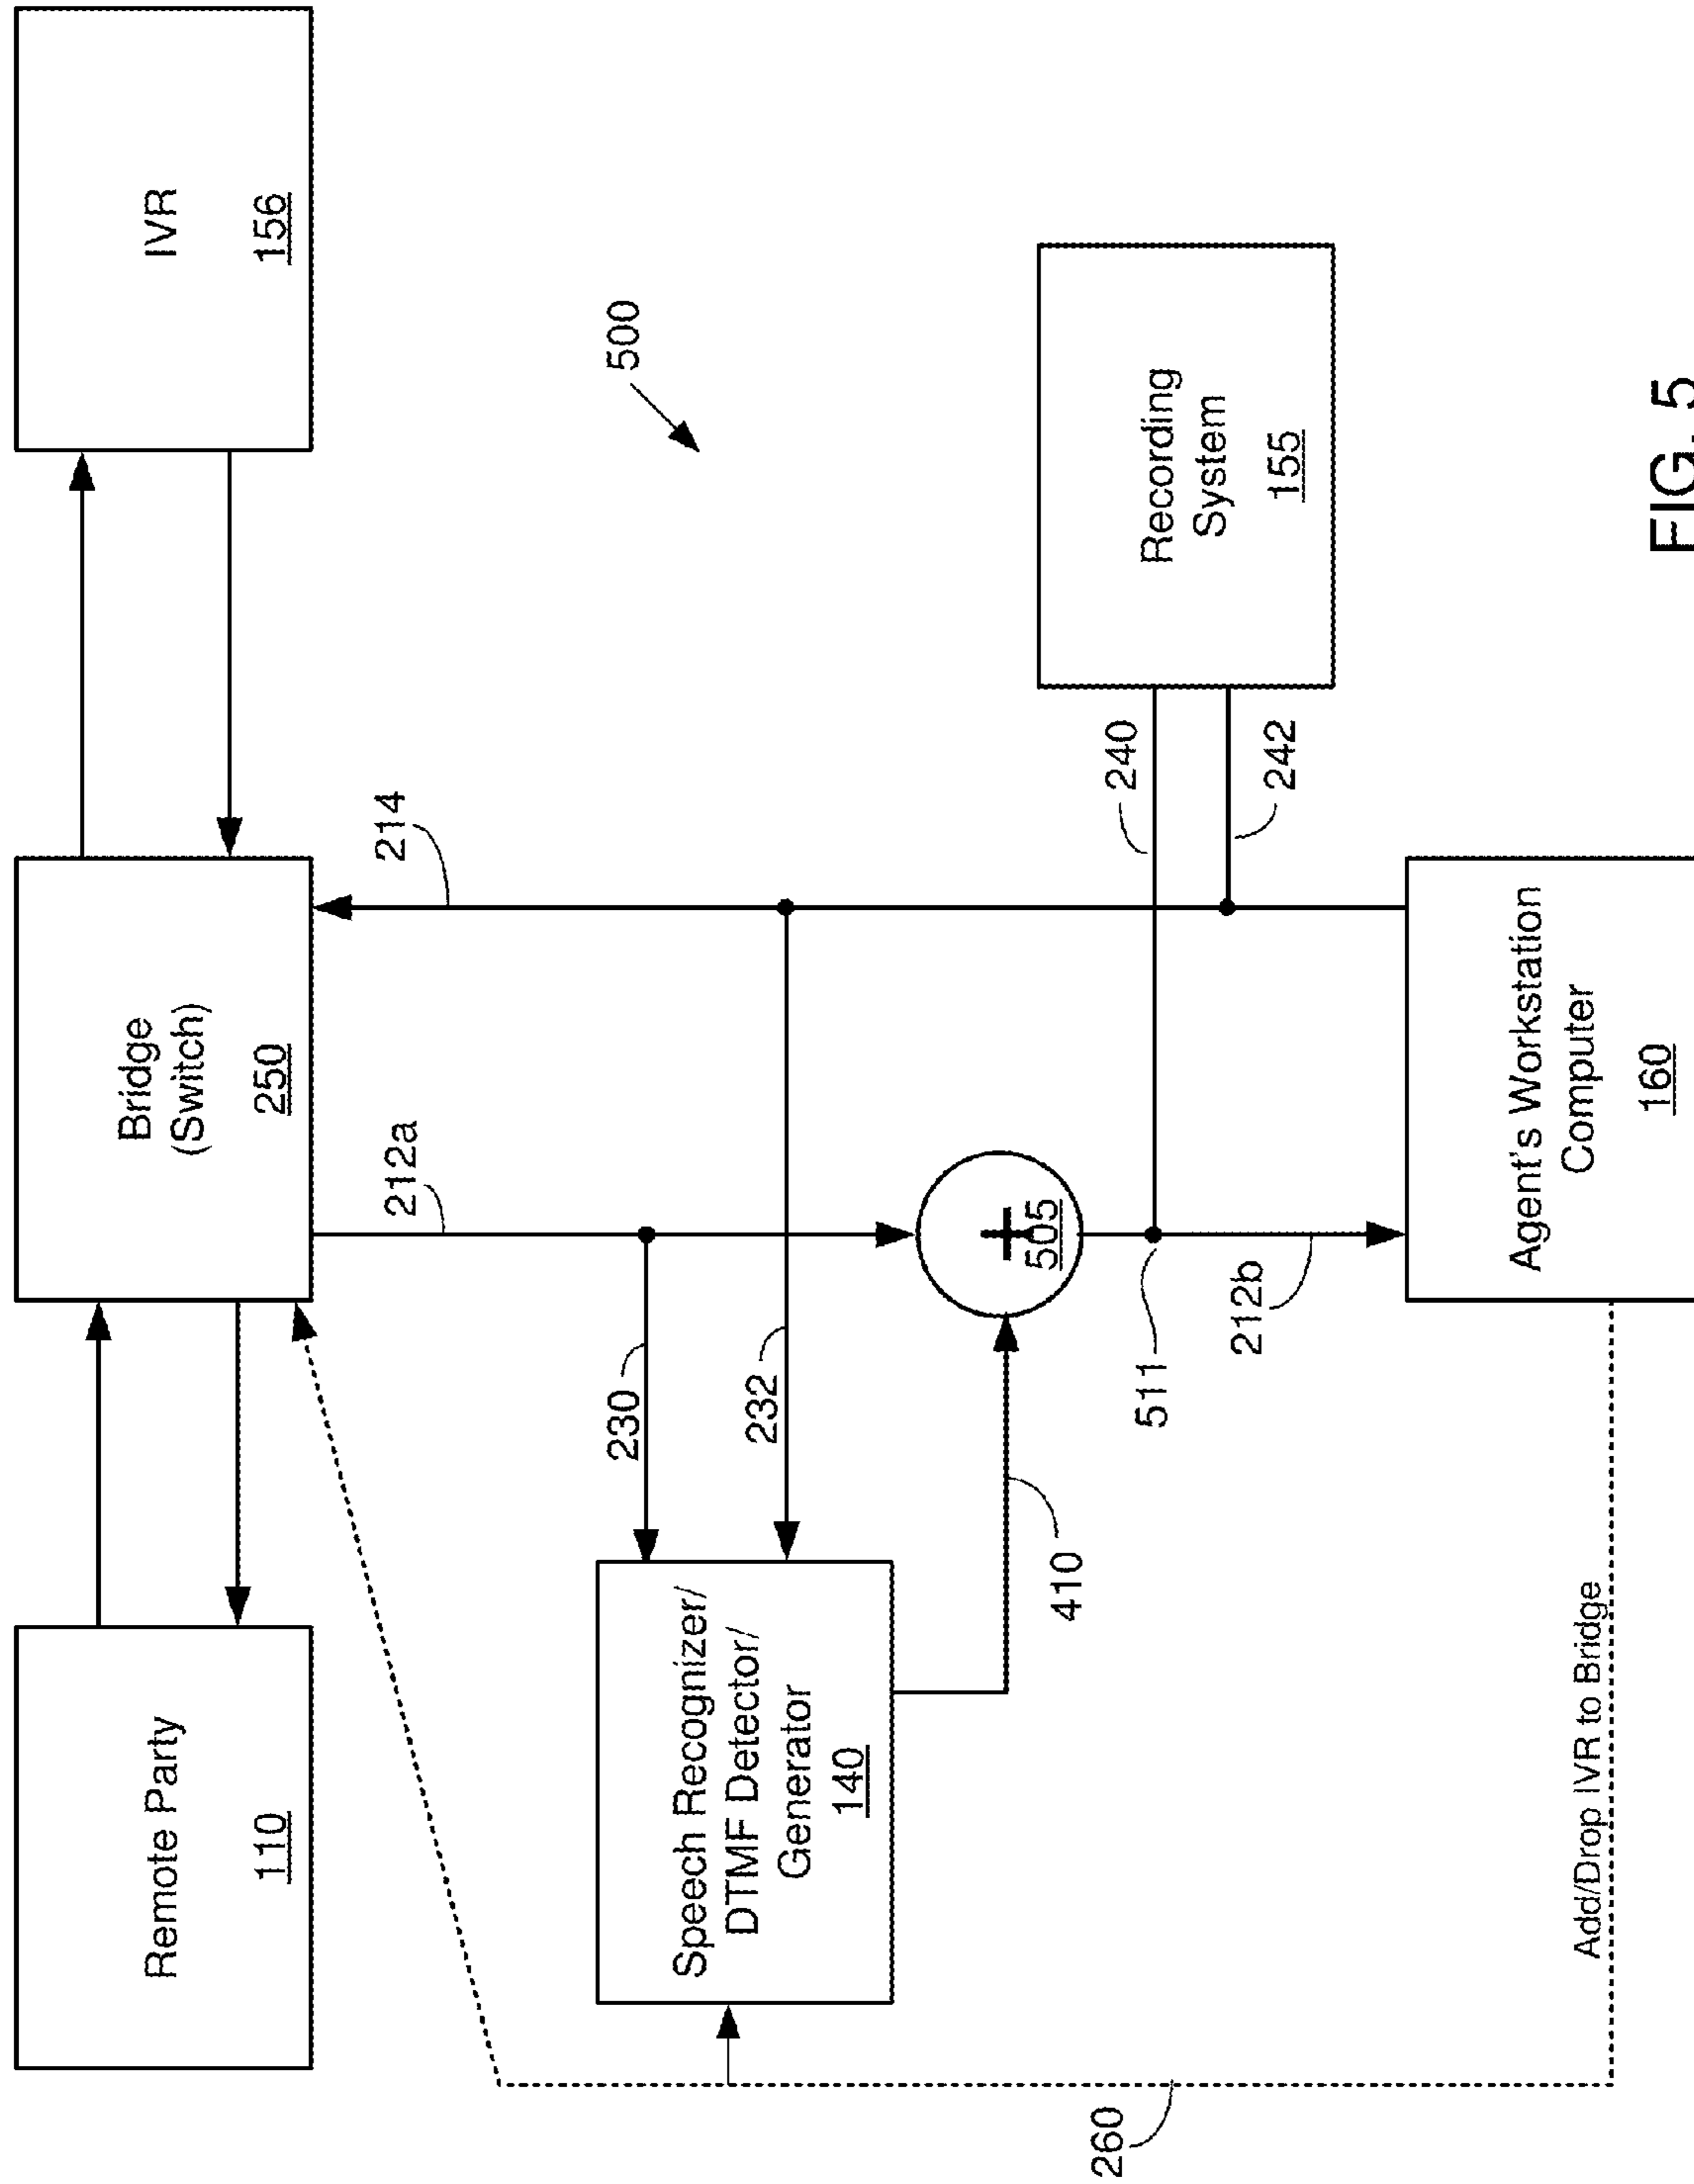 Remote Party
110
Bridge
(Switch)
250
IVR
156
212a
214
500
230
232
Speech Recognizer/
DTMF Detector/
Generator
140
410
+
505
511
212b
240
242
Recording
System
155
Agent's Workstation
Computer
160
Add/Drop IVR to Bridge
260
FIG. 5